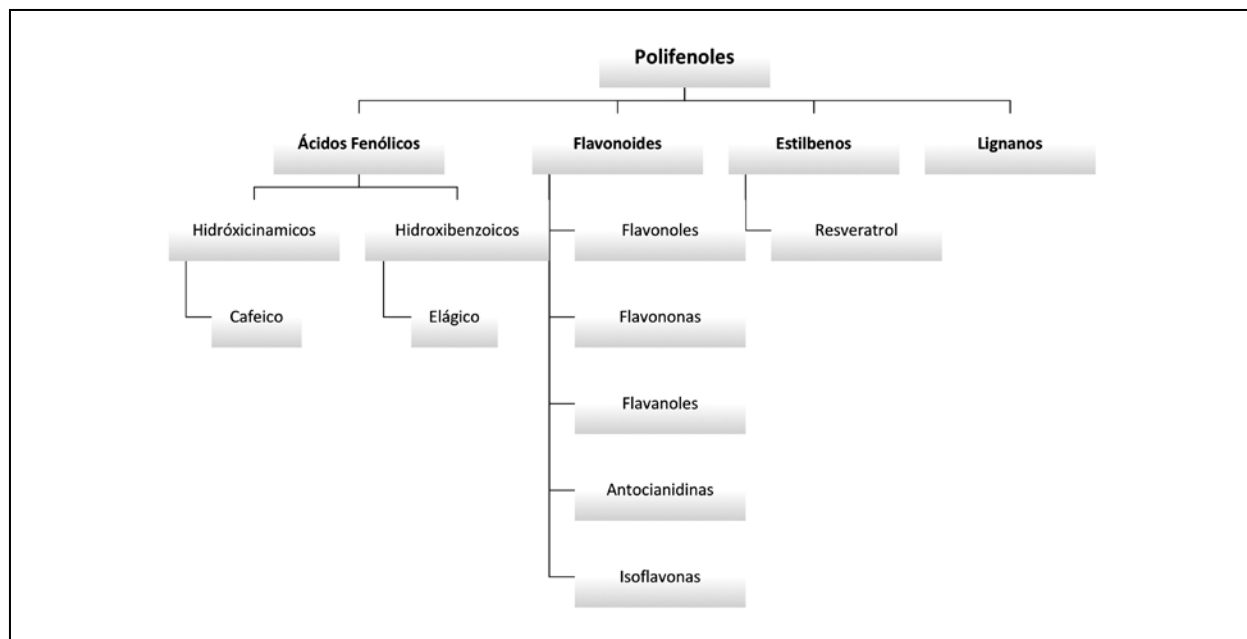 Polifenoles
Ácidos Fenólicos
Flavonoides
Estilbenos
Lignanos
Hidróxicinamicos
Hidroxibenzoicos
Flavonoles
Resveratrol
Cafeico
Elágico
Flavononas
Flavanoles
Antocianidinas
Isoflavonas